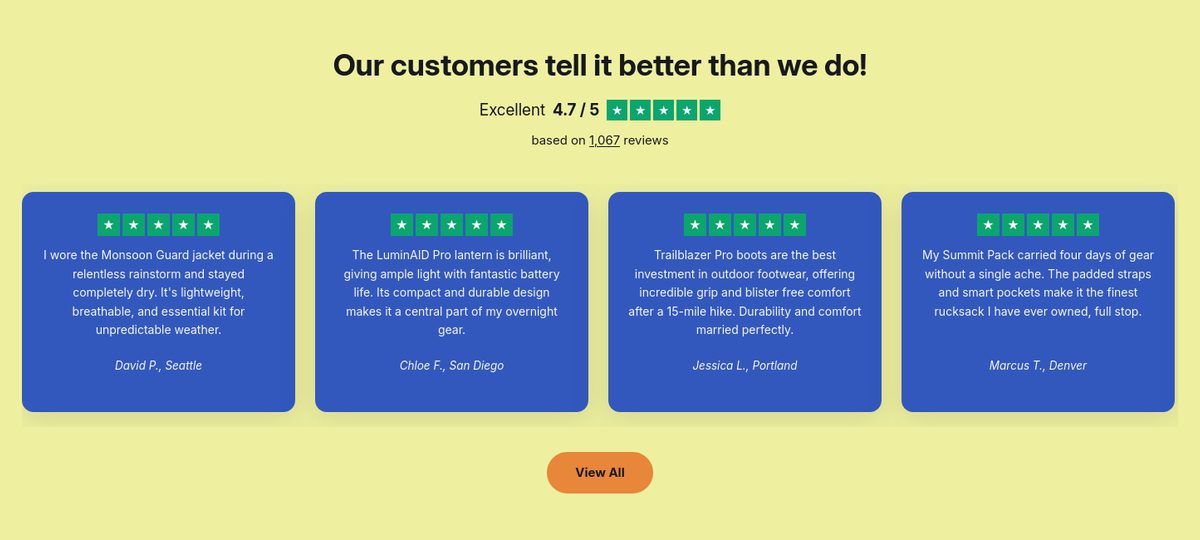 Our customers tell it better than we do!
Excellent 4.7 / 5
based on 1,067 reviews
I wore the Monsoon Guard jacket during a
relentless rainstorm and stayed
completely dry. It's lightweight,
breathable, and essential kit for
unpredictable weather.
David P., Seattle
The LuminAID Pro lantern is brilliant,
giving ample light with fantastic battery
life. Its compact and durable design
makes it a central part of my overnight
gear.
Chloe F., San Diego
Trailblazer Pro boots are the best
investment in outdoor footwear, offering
incredible grip and blister free comfort
after a 15-mile hike. Durability and comfort
married perfectly.
Jessica L., Portland
My Summit Pack carried four days of gear
without a single ache. The padded straps
and smart pockets make it the finest
rucksack I have ever owned, full stop.
Marcus T., Denver
View All